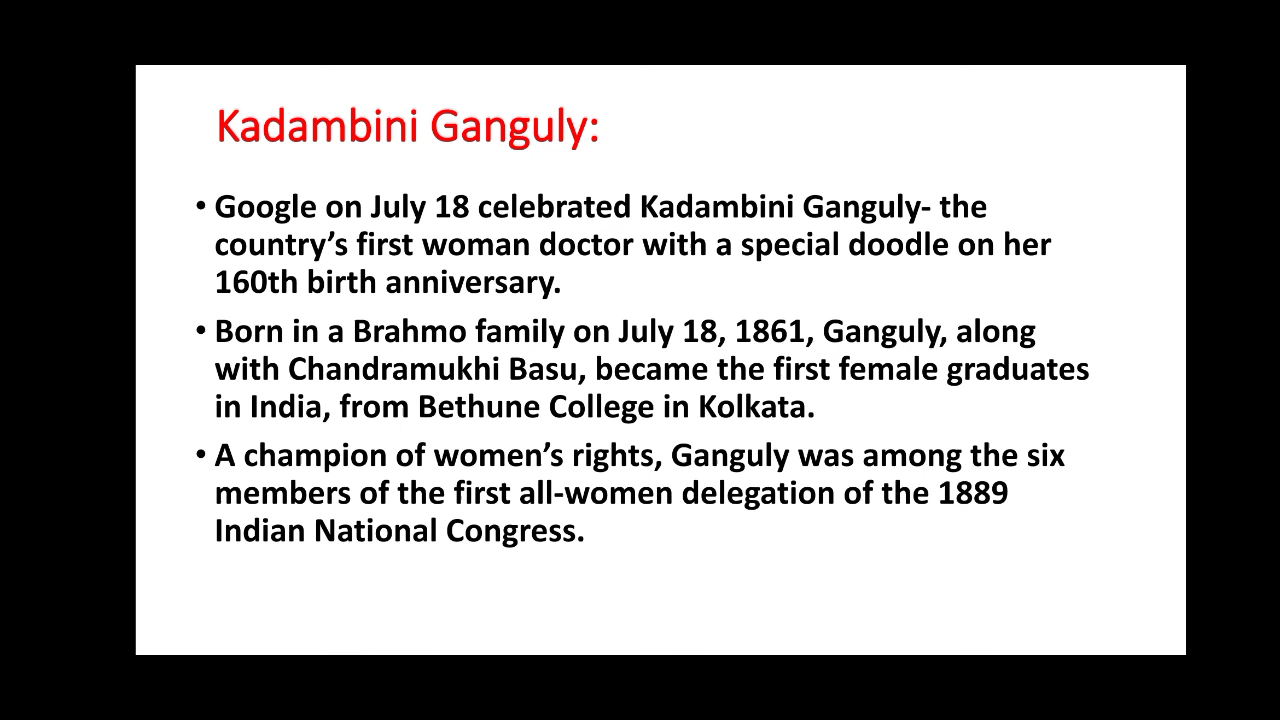 Kadambini Ganguly:
• Google on July 18 celebrated Kadambini Ganguly- the
country’s first woman doctor with a special doodle on her
160th birth anniversary.
• Born in a Brahmo family on July 18, 1861, Ganguly, along
with Chandramukhi Basu, became the first female graduates
in India, from Bethune College in Kolkata.
• A champion of women’s rights, Ganguly was among the six
members of the first all-women delegation of the 1889
Indian National Congress.